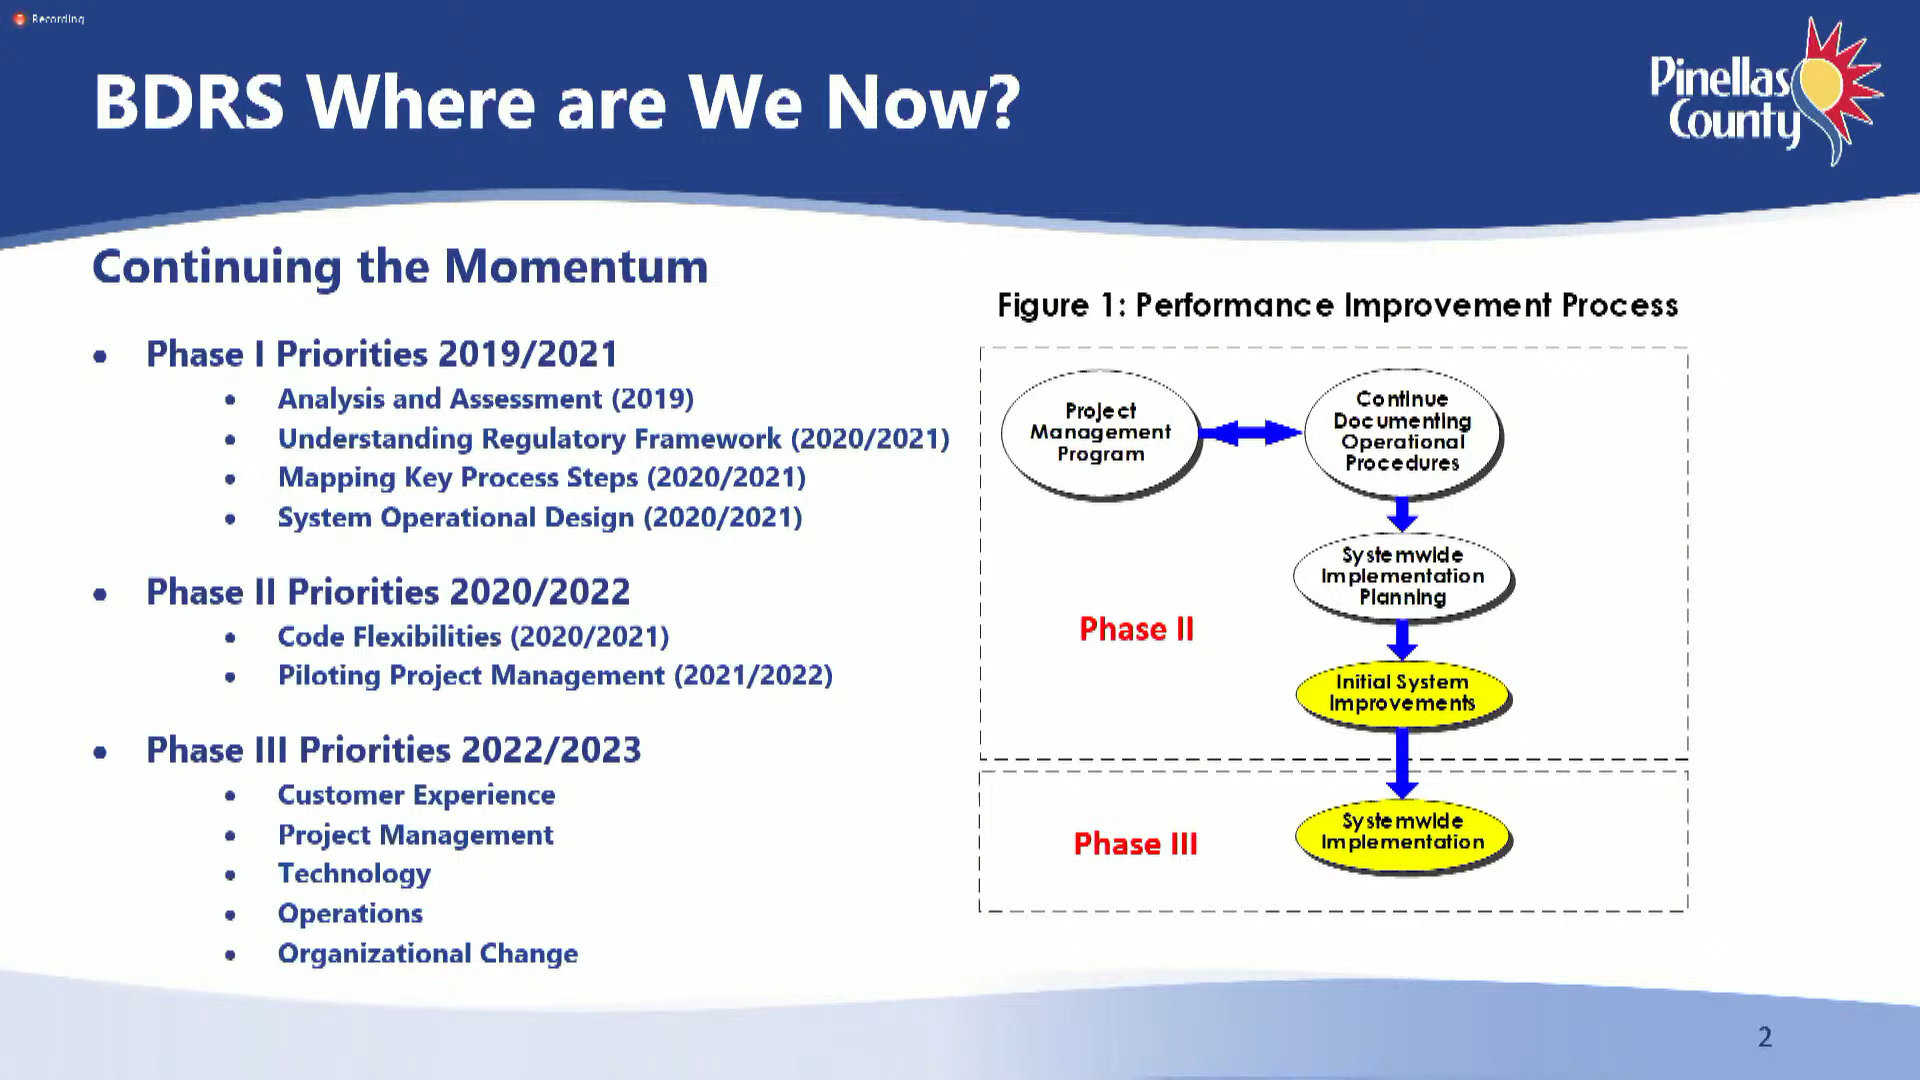 Recording
BDRS Where are We Now?
Pinellas
County
Continuing the Momentum
• Phase I Priorities 2019/2021
• Analysis and Assessment (2019)
• Understanding Regulatory Framework (2020/2021)
• Mapping Key Process Steps (2020/2021)
• System Operational Design (2020/2021)
• Phase II Priorities 2020/2022
• Code Flexibilities (2020/2021)
• Piloting Project Management (2021/2022)
• Phase III Priorities 2022/2023
• Customer Experience
• Project Management
• Technology
• Operations
• Organizational Change
Figure 1: Performance Improvement Process
Project
Management
Program
Continue
Documenting
Operational
Procedures
Systemwide
Implementation
Planning
Phase II
Initial System
Improvements
Phase III
Systemwide
Implementation
2